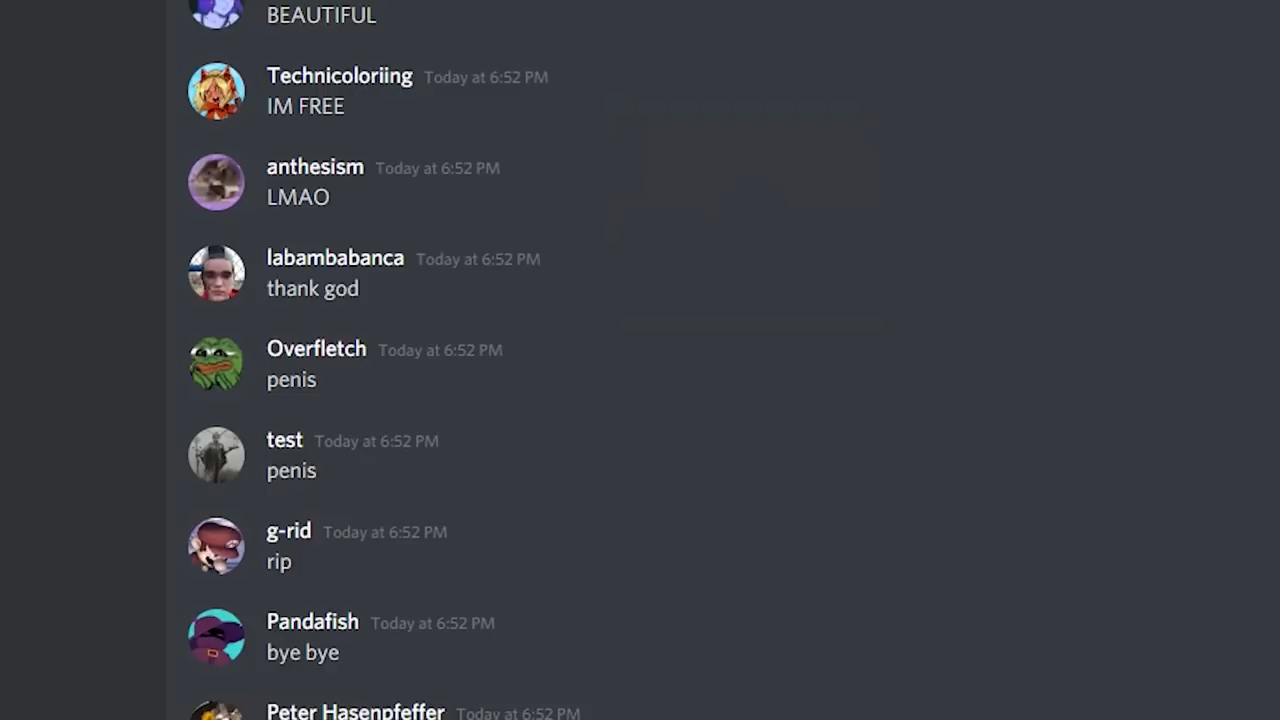 BEAUTIFUL
Technicoloriing Today at 6:52 PM
IM FREE
anthesism Today at 6:52 PM
LMAO
labambabanca Today at 6:52 PM
thank god
Overfletch Today at 6:52 PM
penis
test Today at 6:52 PM
penis
g-rid Today at 6:52 PM
rip
Pandafish Today at 6:52 PM
bye bye
Peter Hasenpfeffer Today at 6:52 PM